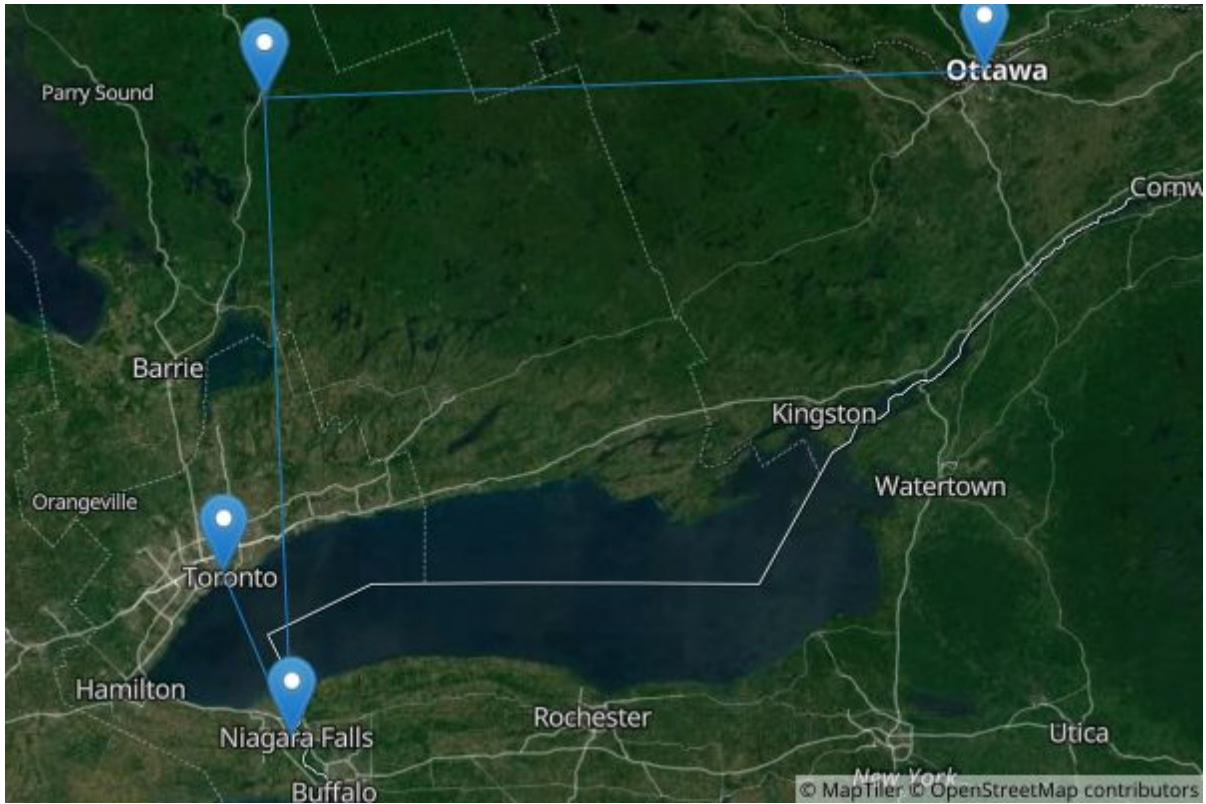 Parry Sound
Ottawa
Cornw
Barrie
Kingston
Watertown
Orangeville
Toronto
Hamilton
Rochester
Niagara Falls
Utica
New York
Buffalo
© MapTiler © OpenStreetMap contributors